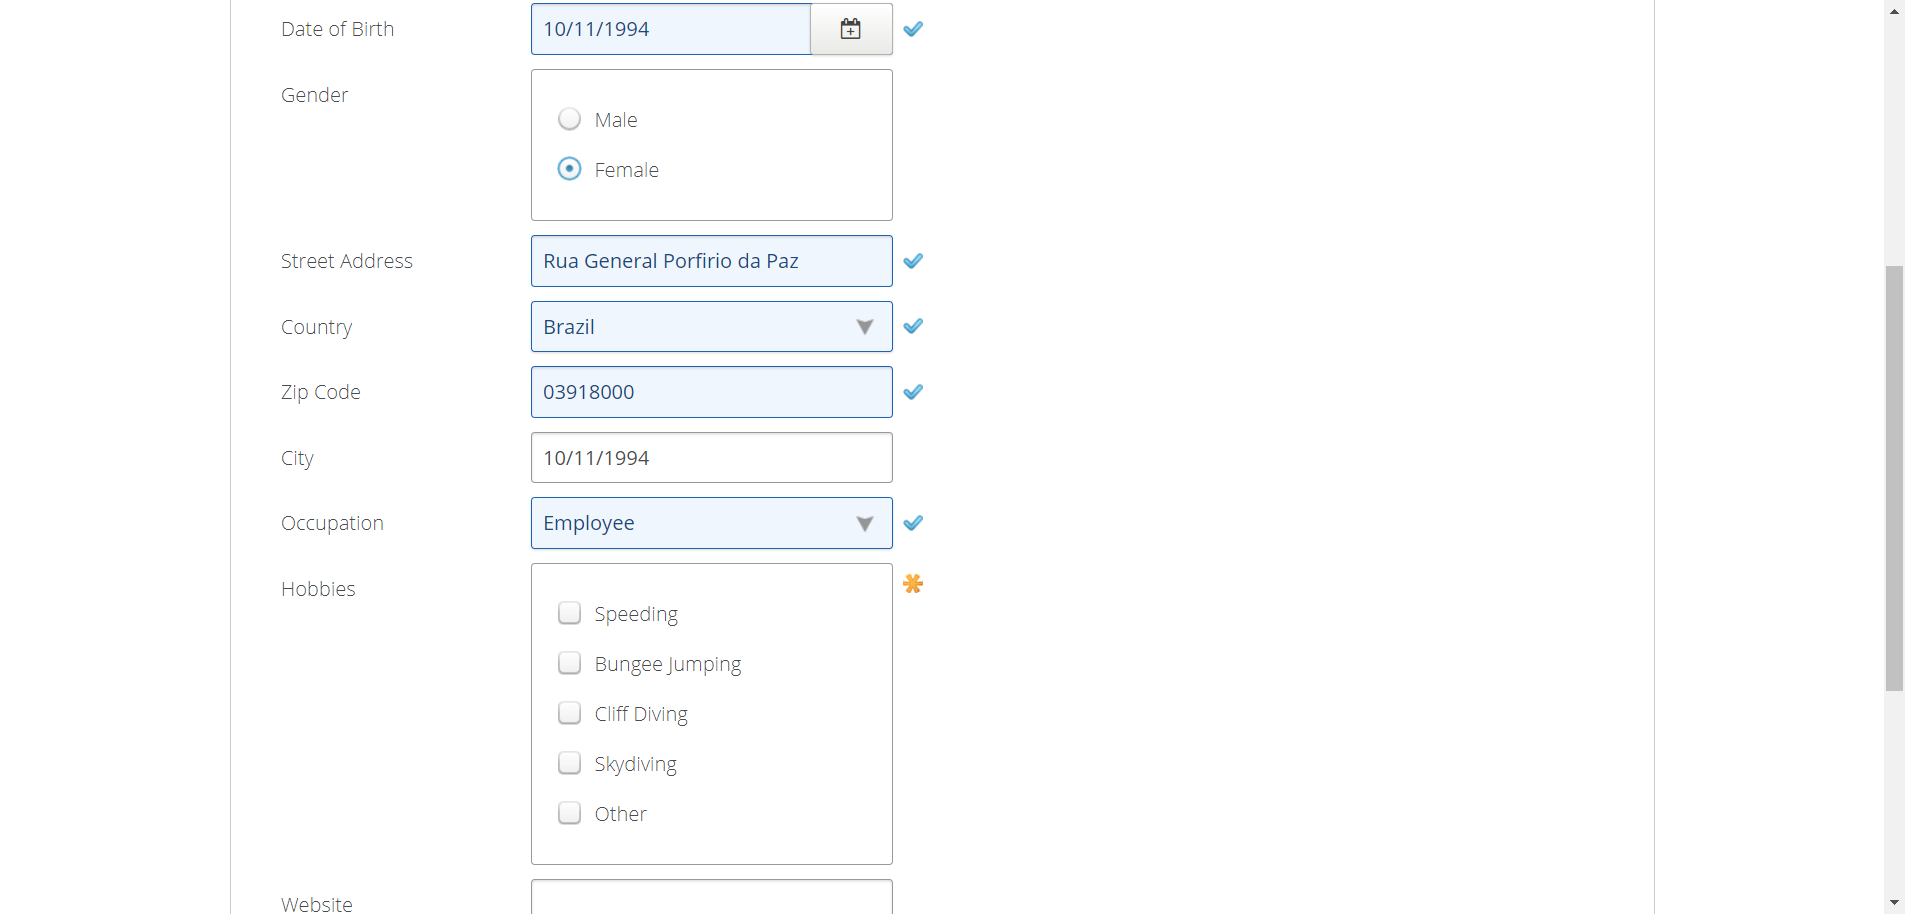 Date of Birth 10/11/1994
Gender
Male
Female
Street Address Rua General Porfirio da Paz
Country Brazil
Zip Code 03918000
City 10/11/1994
Occupation Employee
Hobbies
Speeding
Bungee Jumping
Cliff Diving
Skydiving
Other
Website